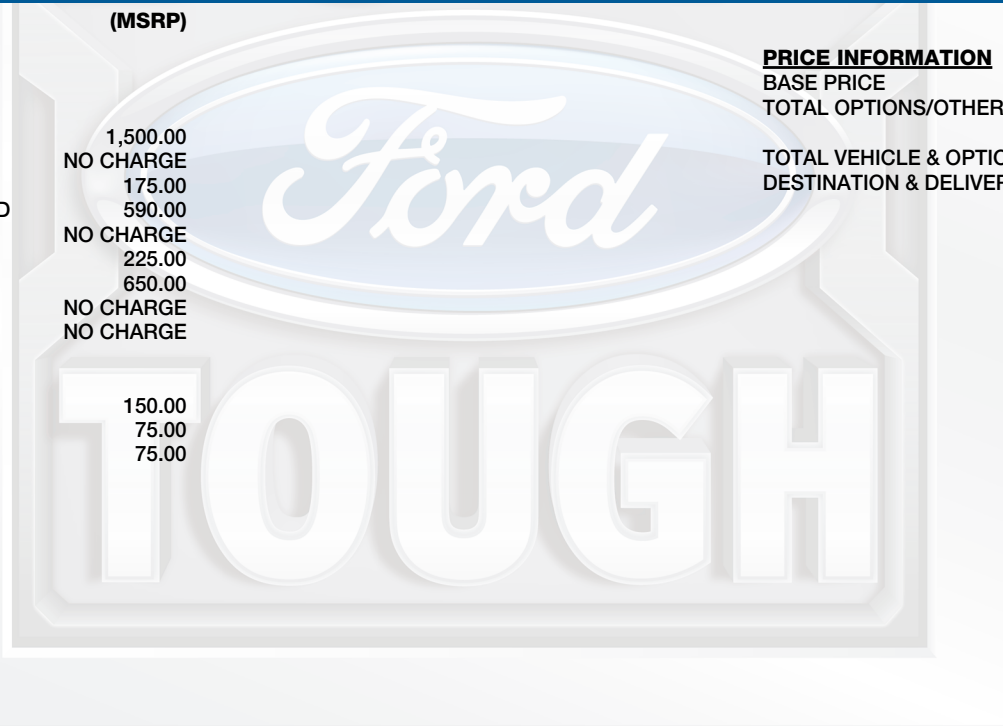 (MSRP)
1,500.00
NO CHARGE
175.00
590.00
NO CHARGE
225.00
650.00
NO CHARGE
NO CHARGE
150.00
75.00
75.00
PRICE INFORMATION
BASE PRICE
TOTAL OPTIONS/OTHER
TOTAL VEHICLE & OPTIO
DESTINATION & DELIVER
Ford
TOUGH